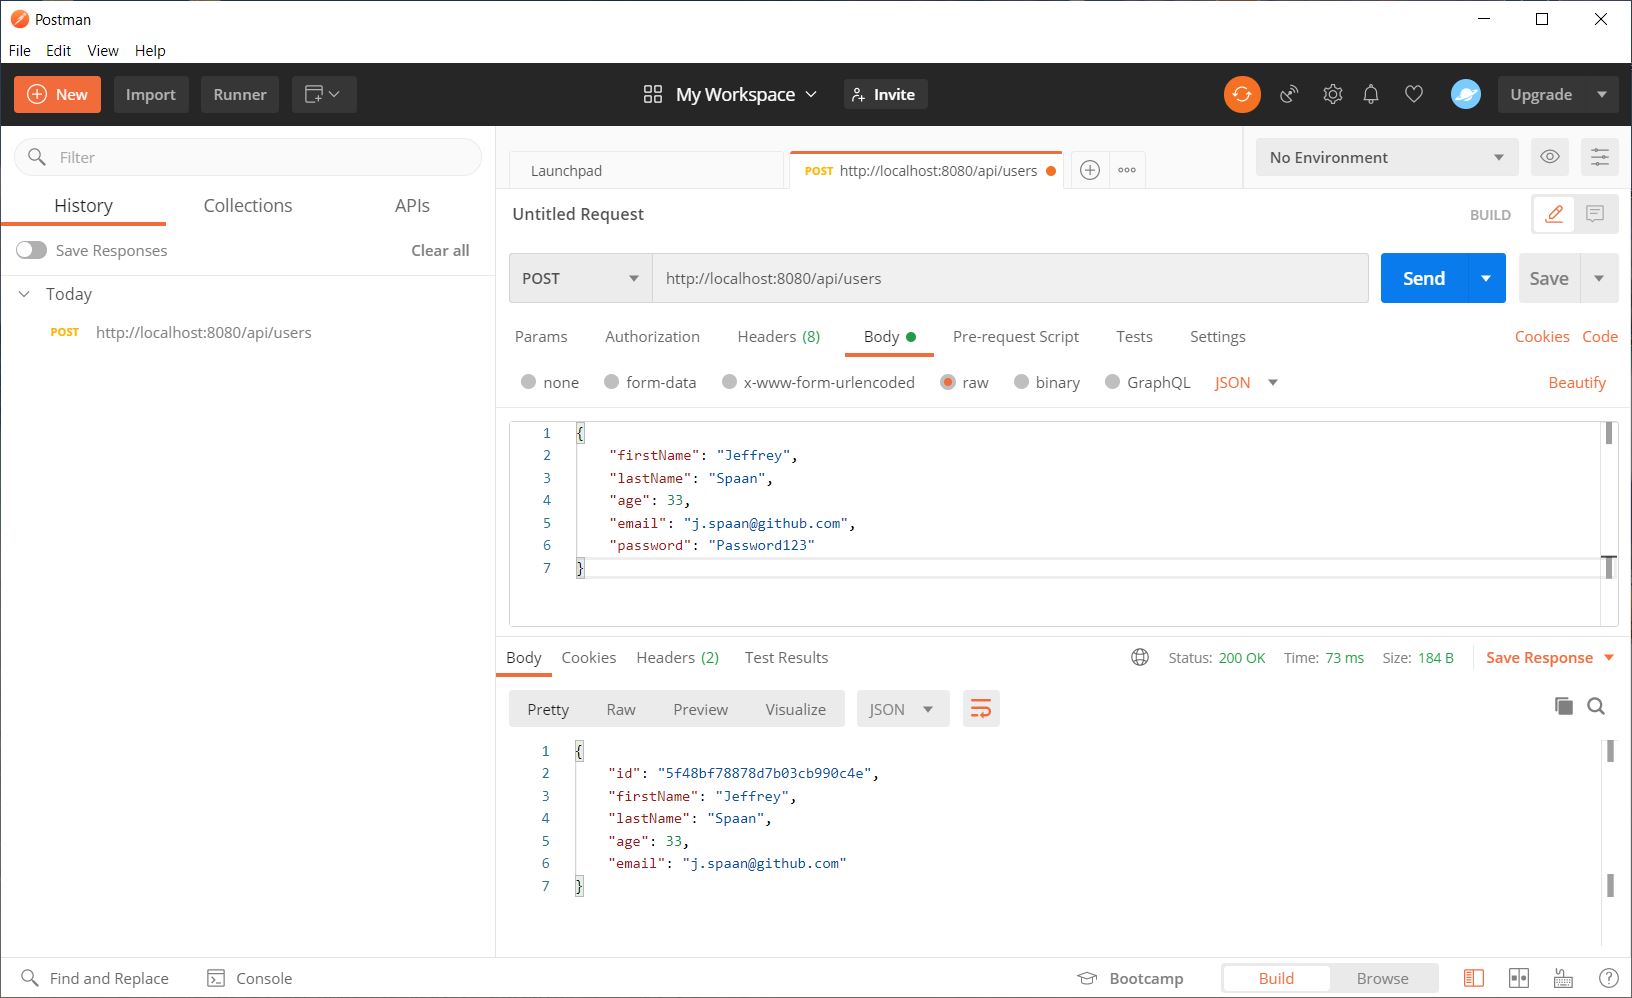 Postman
File Edit View Help
New Import Runner My Workspace Invite Upgrade
Filter
History Collections APIs
Save Responses Clear all
Today
POST http://localhost:8080/api/users
Launchpad POST http://localhost:8080/api/users No Environment
Untitled Request BUILD
POST http://localhost:8080/api/users Send Save
Params Authorization Headers (8) Body Pre-request Script Tests Settings Cookies Code
none form-data x-www-form-urlencoded raw binary GraphQL JSON Beautify
1 {
2 "firstName": "Jeffrey",
3 "lastName": "Spaan",
4 "age": 33,
5 "email": "j.spaan@github.com",
6 "password": "Password123"
7 }
Body Cookies Headers (2) Test Results Status: 200 OK Time: 73 ms Size: 184 B Save Response
Pretty Raw Preview Visualize JSON
1 {
2 "id": "5f48bf78878d7b03cb990c4e",
3 "firstName": "Jeffrey",
4 "lastName": "Spaan",
5 "age": 33,
6 "email": "j.spaan@github.com"
7 }
Find and Replace Console Bootcamp Build Browse